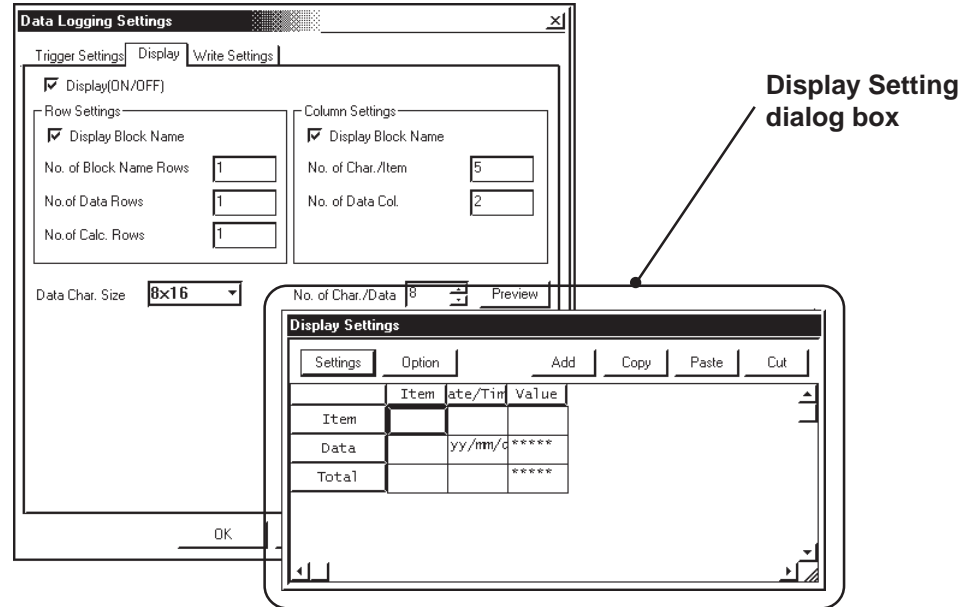 Data Logging Settings
Trigger Settings Display Write Settings
Display(ON/OFF)
Row Settings
Display Block Name
No. of Block Name Rows 1
No.of Data Rows 1
No.of Calc. Rows 1
Column Settings
Display Block Name
No. of Char./Item 5
No. of Data Col. 2
Data Char. Size 8×16
No. of Char./Data 8 Preview
OK
Display Setting
dialog box
Display Settings
Settings Option Add Copy Paste Cut
Item ate/Tim Value
Item
Data yy/mm/d *****
Total *****